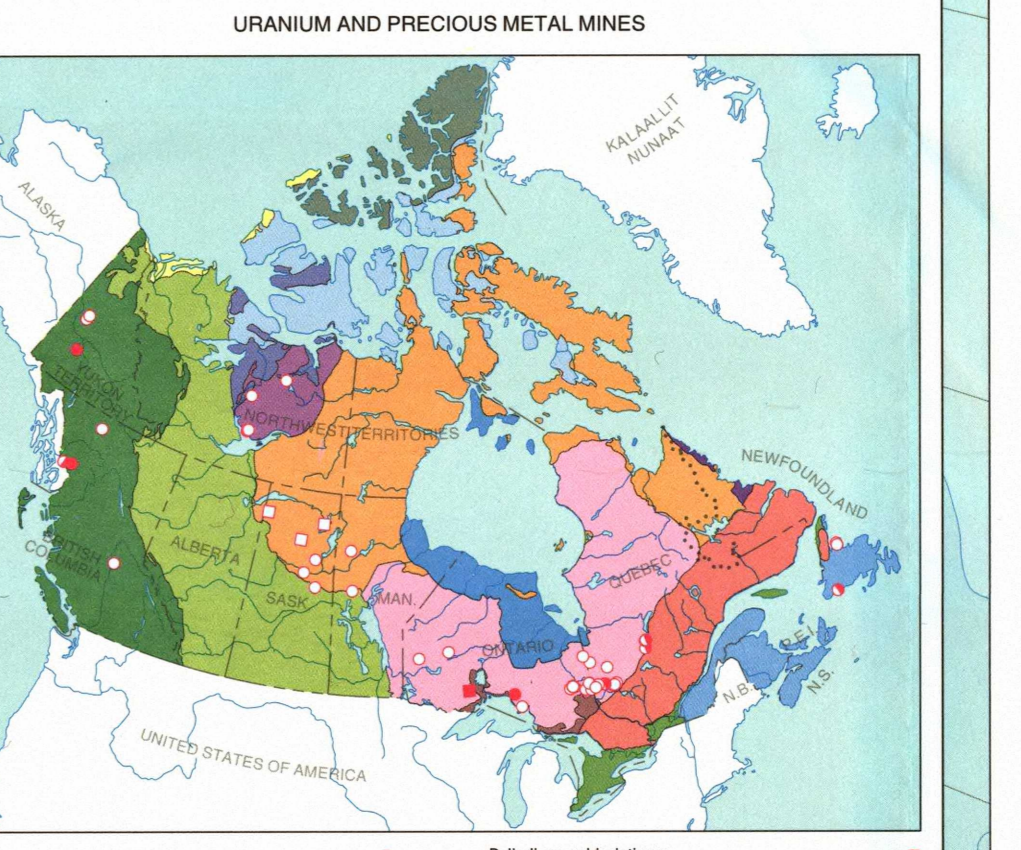 URANIUM AND PRECIOUS METAL MINES
KALAALLIT
NUNAAT
ALASKA
YUKON
TERRITORY
NORTHWEST TERRITORIES
NEWFOUNDLAND
BRITISH
COLUMBIA
ALBERTA
SASK.
MAN.
QUEBEC
ONTARIO
P.E.I.
N.B.
N.S.
UNITED STATES OF AMERICA